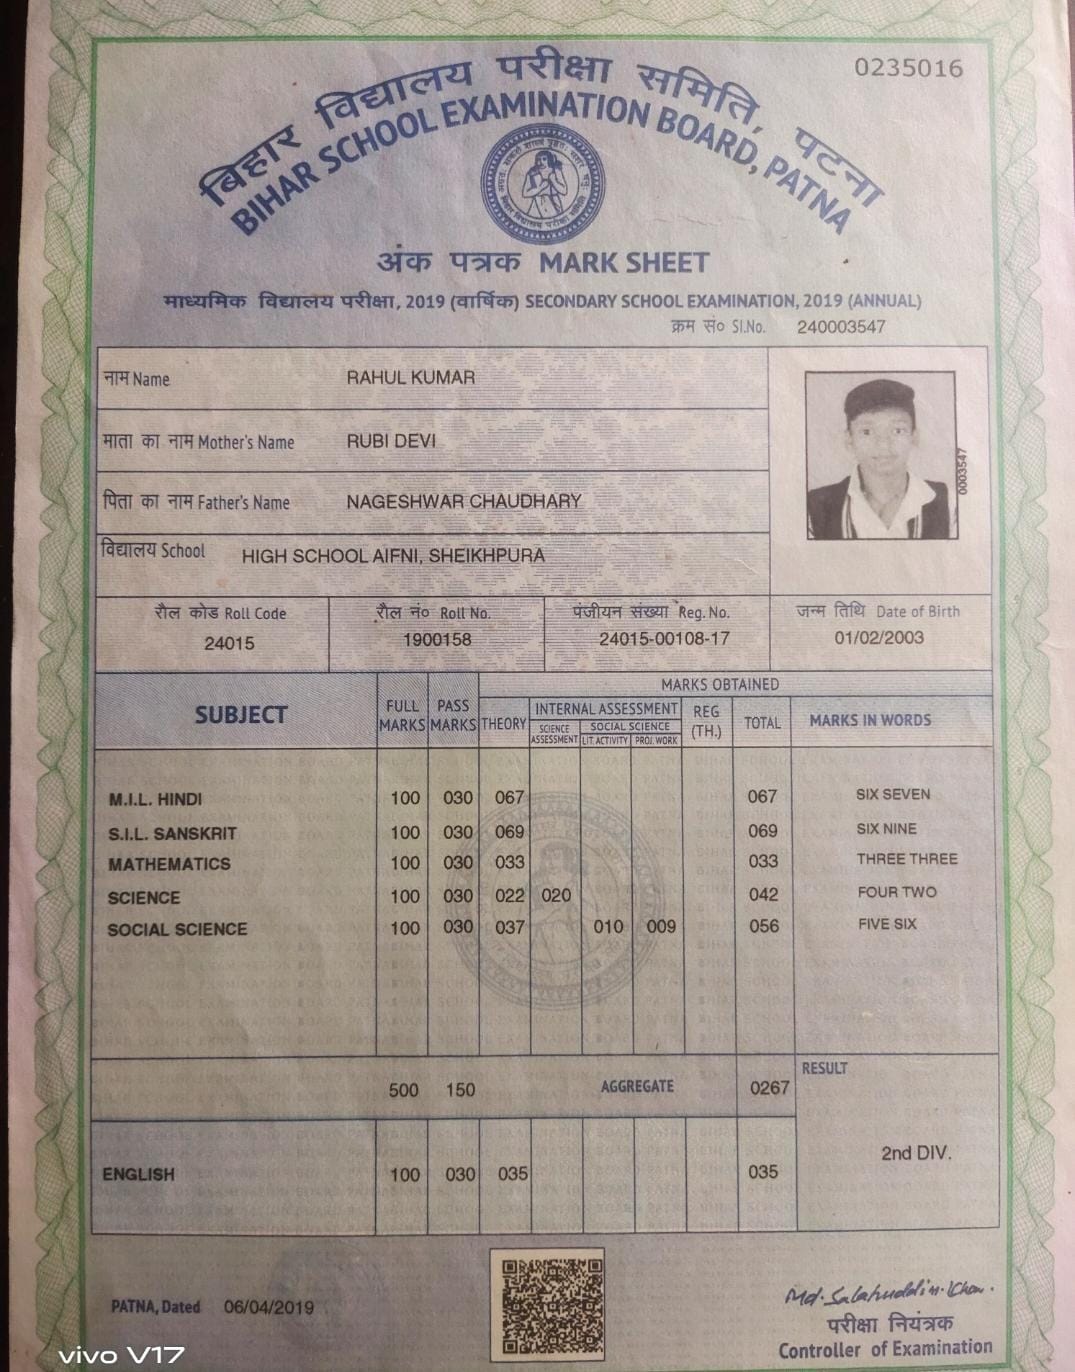 0235016
बिहार विद्यालय परीक्षा समिति, पटना
BIHAR SCHOOL EXAMINATION BOARD, PATNA
अंक पत्रक MARK SHEET
माध्यमिक विद्यालय परीक्षा, 2019 (वार्षिक) SECONDARY SCHOOL EXAMINATION, 2019 (ANNUAL)
क्रम सं० Sl.No. 240003547
नाम Name RAHUL KUMAR
माता का नाम Mother's Name RUBI DEVI
0003547
पिता का नाम Father's Name NAGESHWAR CHAUDHARY
विद्यालय School HIGH SCHOOL AIFNI, SHEIKHPURA
रौल कोड Roll Code रौल नं० Roll No. पंजीयन संख्या Reg. No. जन्म तिथि Date of Birth
24015 1900158 24015-00108-17 01/02/2003
MARKS OBTAINED
SUBJECT FULL MARKS PASS MARKS THEORY INTERNAL ASSESSMENT REG (TH.) TOTAL MARKS IN WORDS
SCIENCE ASSESSMENT SOCIAL SCIENCE
LIT. ACTIVITY PROJ. WORK
M.I.L. HINDI 100 030 067 067 SIX SEVEN
S.I.L. SANSKRIT 100 030 069 069 SIX NINE
MATHEMATICS 100 030 033 033 THREE THREE
SCIENCE 100 030 022 020 042 FOUR TWO
SOCIAL SCIENCE 100 030 037 010 009 056 FIVE SIX
RESULT
500 150 AGGREGATE 0267
2nd DIV.
ENGLISH 100 030 035 035
PATNA, Dated 06/04/2019
Md. Salahuddin Khan.
परीक्षा नियंत्रक
Controller of Examination
vivo V17